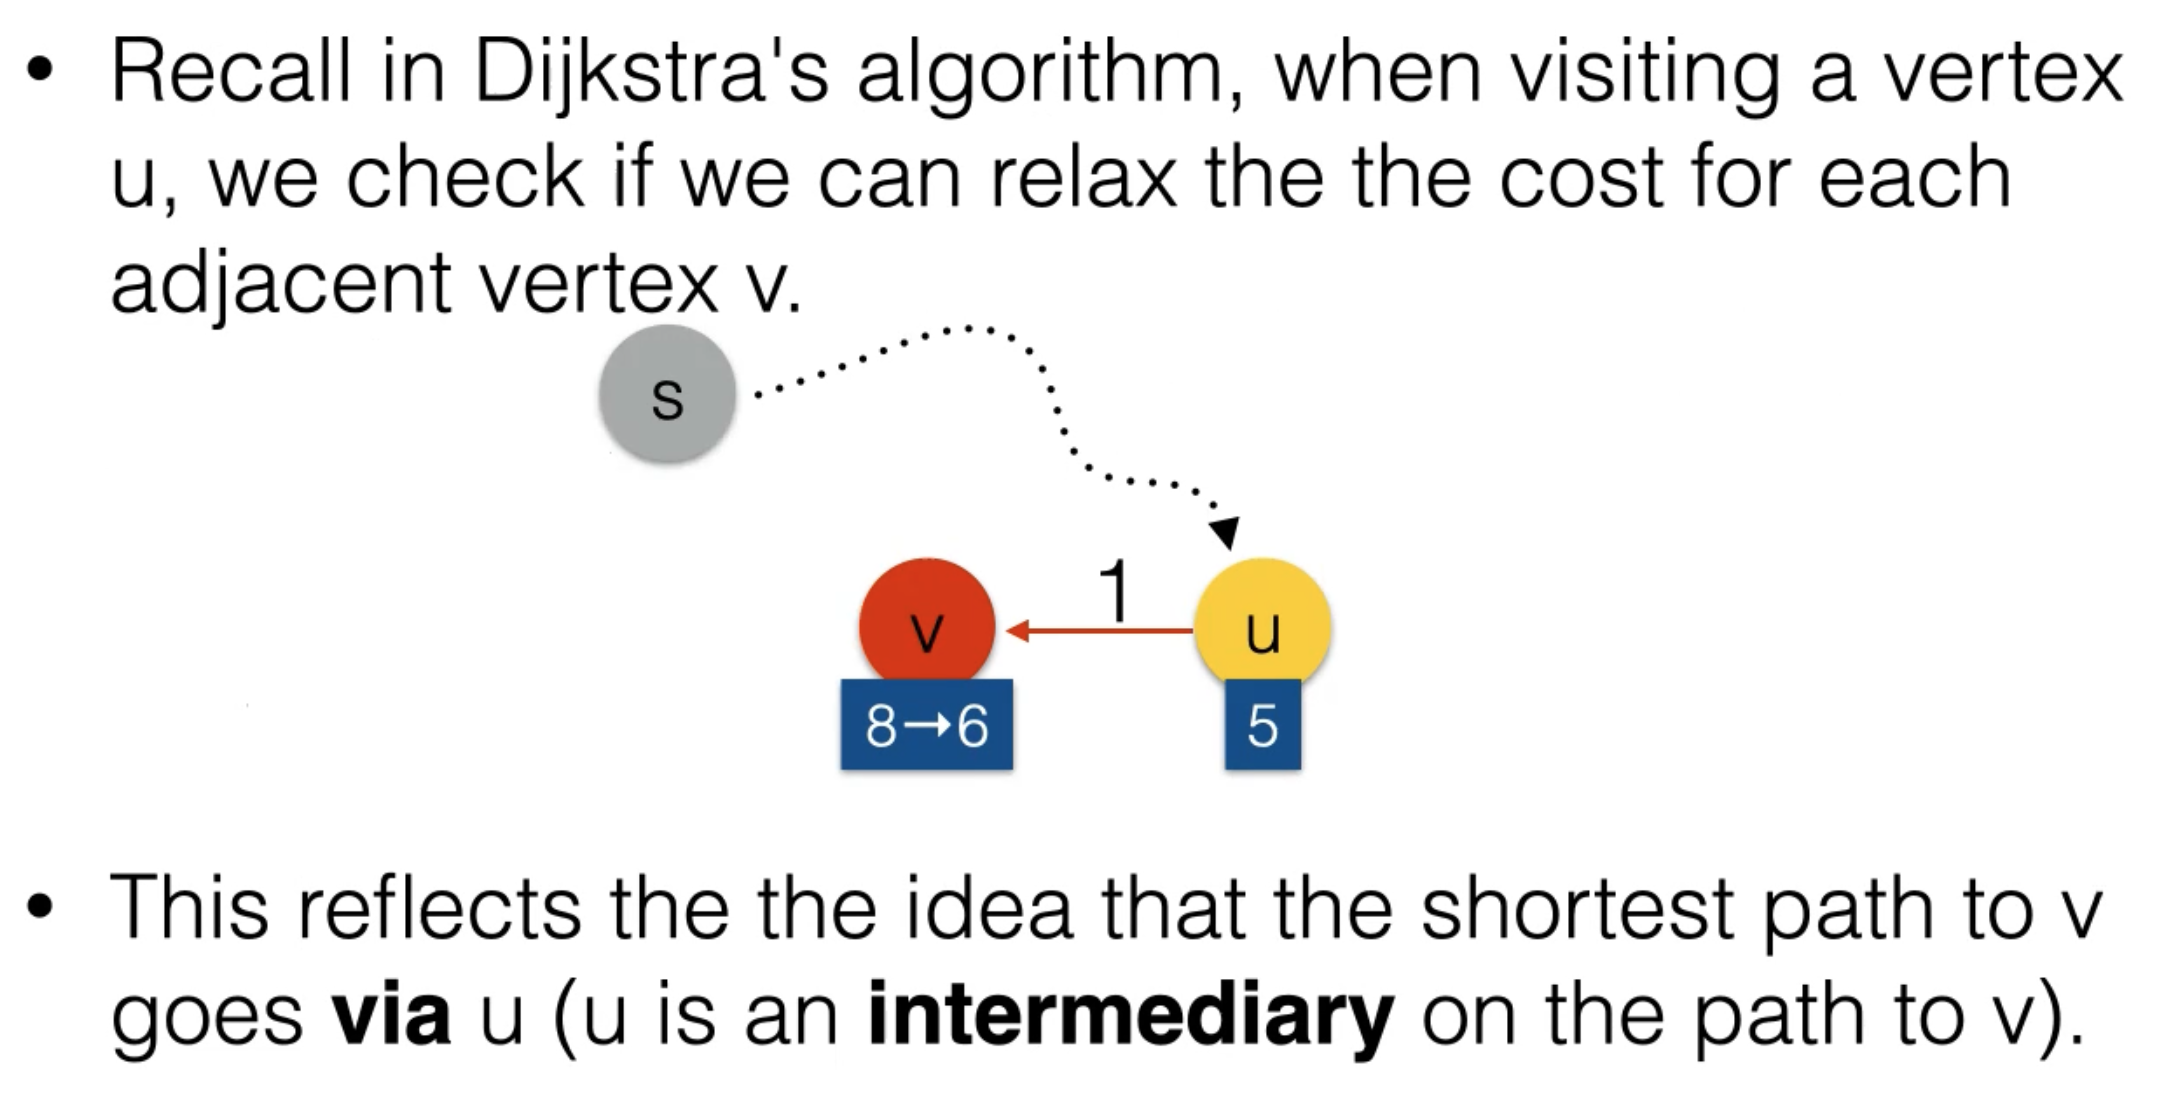 • Recall in Dijkstra's algorithm, when visiting a vertex
u, we check if we can relax the the cost for each
adjacent vertex v.
s
1
v
u
8→6
5
• This reflects the the idea that the shortest path to v
goes via u (u is an intermediary on the path to v).